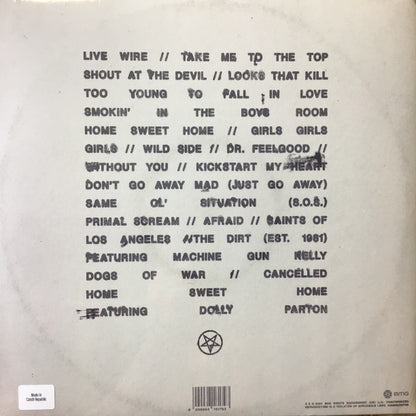 LIVE WIRE // TAKE ME TO THE TOP
SHOUT AT THE DEVIL // LOOKS THAT KILL
TOO YOUNG TO FALL IN LOVE
SMOKIN' IN THE BOYS ROOM
HOME SWEET HOME // GIRLS GIRLS
GIRLS // WILD SIDE // DR. FEELGOOD //
WITHOUT YOU // KICKSTART MY HEART
DON'T GO AWAY MAD (JUST GO AWAY)
SAME OL' SITUATION (S.O.S.)
PRIMAL SCREAM // AFRAID // SAINTS OF
LOS ANGELES //THE DIRT (EST. 1981)
FEATURING MACHINE GUN KELLY
DOGS OF WAR // CANCELLED
HOME SWEET HOME
FEATURING DOLLY PARTON
Made in
Czech Republic
BMG